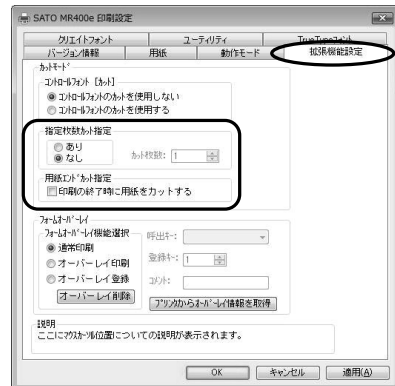 SATO MR400e 印刷設定
クリエイトフォント ユーティリティ TrueTypeフォント
バージョン情報 用紙 動作モード 拡張機能設定
カットモード
コントロールフォント [カット]
コントロールフォントのカットを使用しない
コントロールフォントのカットを使用する
指定枚数カット指定
あり
なし
カット枚数: 1
用紙エンドカット指定
印刷の終了時に用紙をカットする
フォームオーバーレイ
フォームオーバーレイ機能選択
通常印刷
オーバーレイ印刷
オーバーレイ登録
オーバーレイ削除
呼出キー:
登録キー: 1
コメント:
プリンタからオーバーレイ情報を取得
説明
ここにマウスカーソル位置についての説明が表示されます。
OK キャンセル 適用(A)